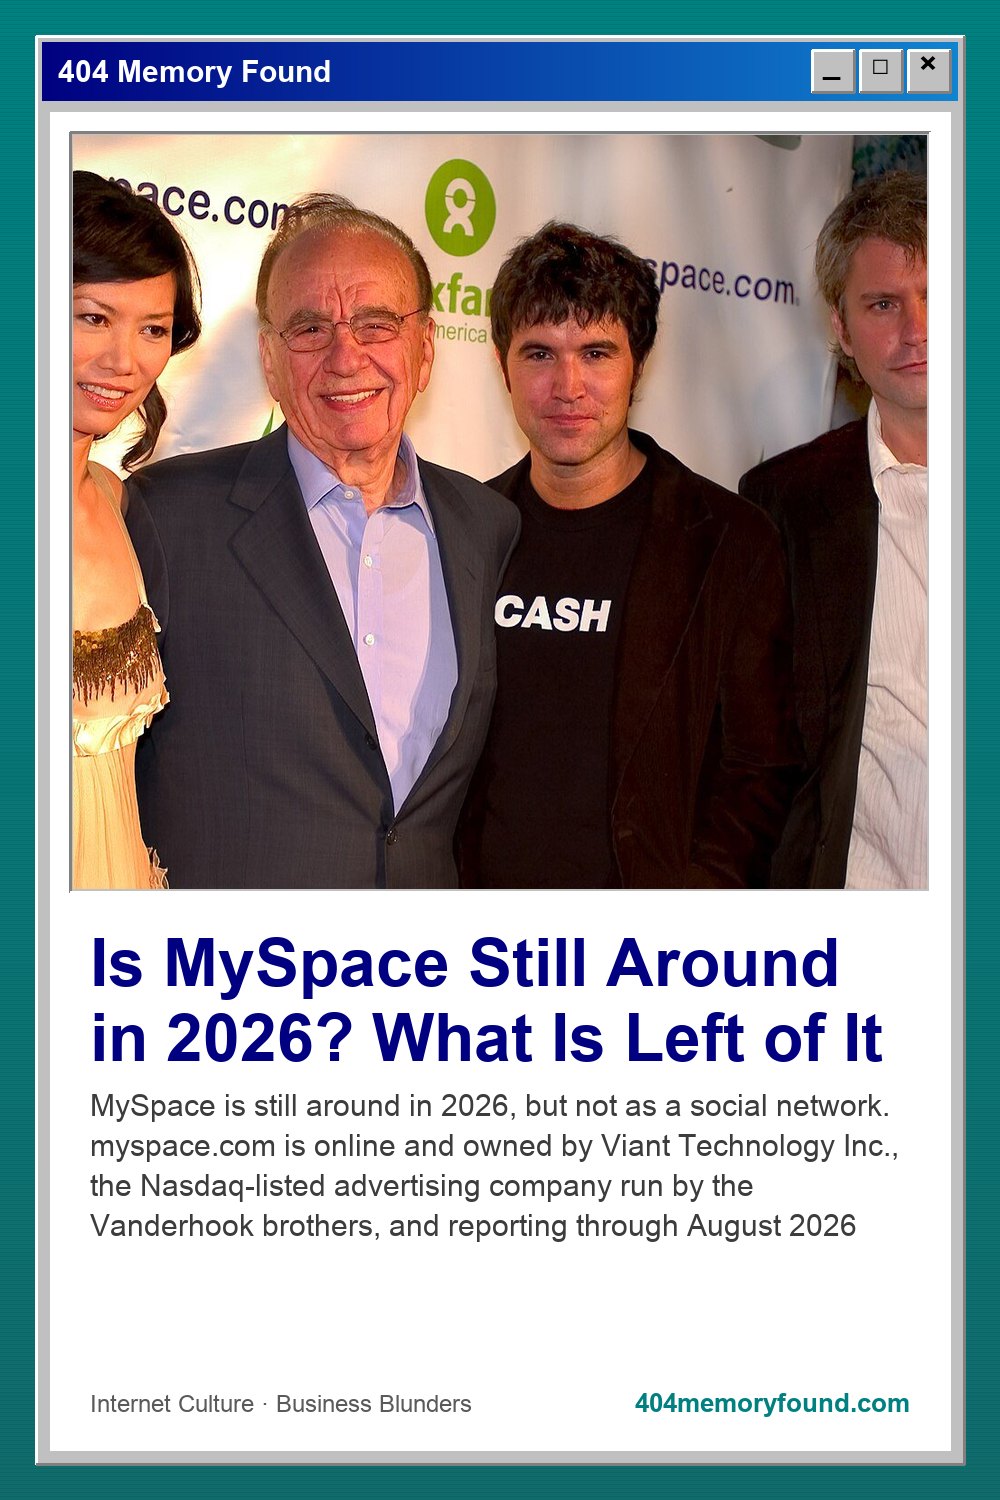 404 Memory Found
pace.com
xfa
merica
space.com
CASH
Is MySpace Still Around
in 2026? What Is Left of It
MySpace is still around in 2026, but not as a social network.
myspace.com is online and owned by Viant Technology Inc.,
the Nasdaq-listed advertising company run by the
Vanderhook brothers, and reporting through August 2026
Internet Culture · Business Blunders
404memoryfound.com